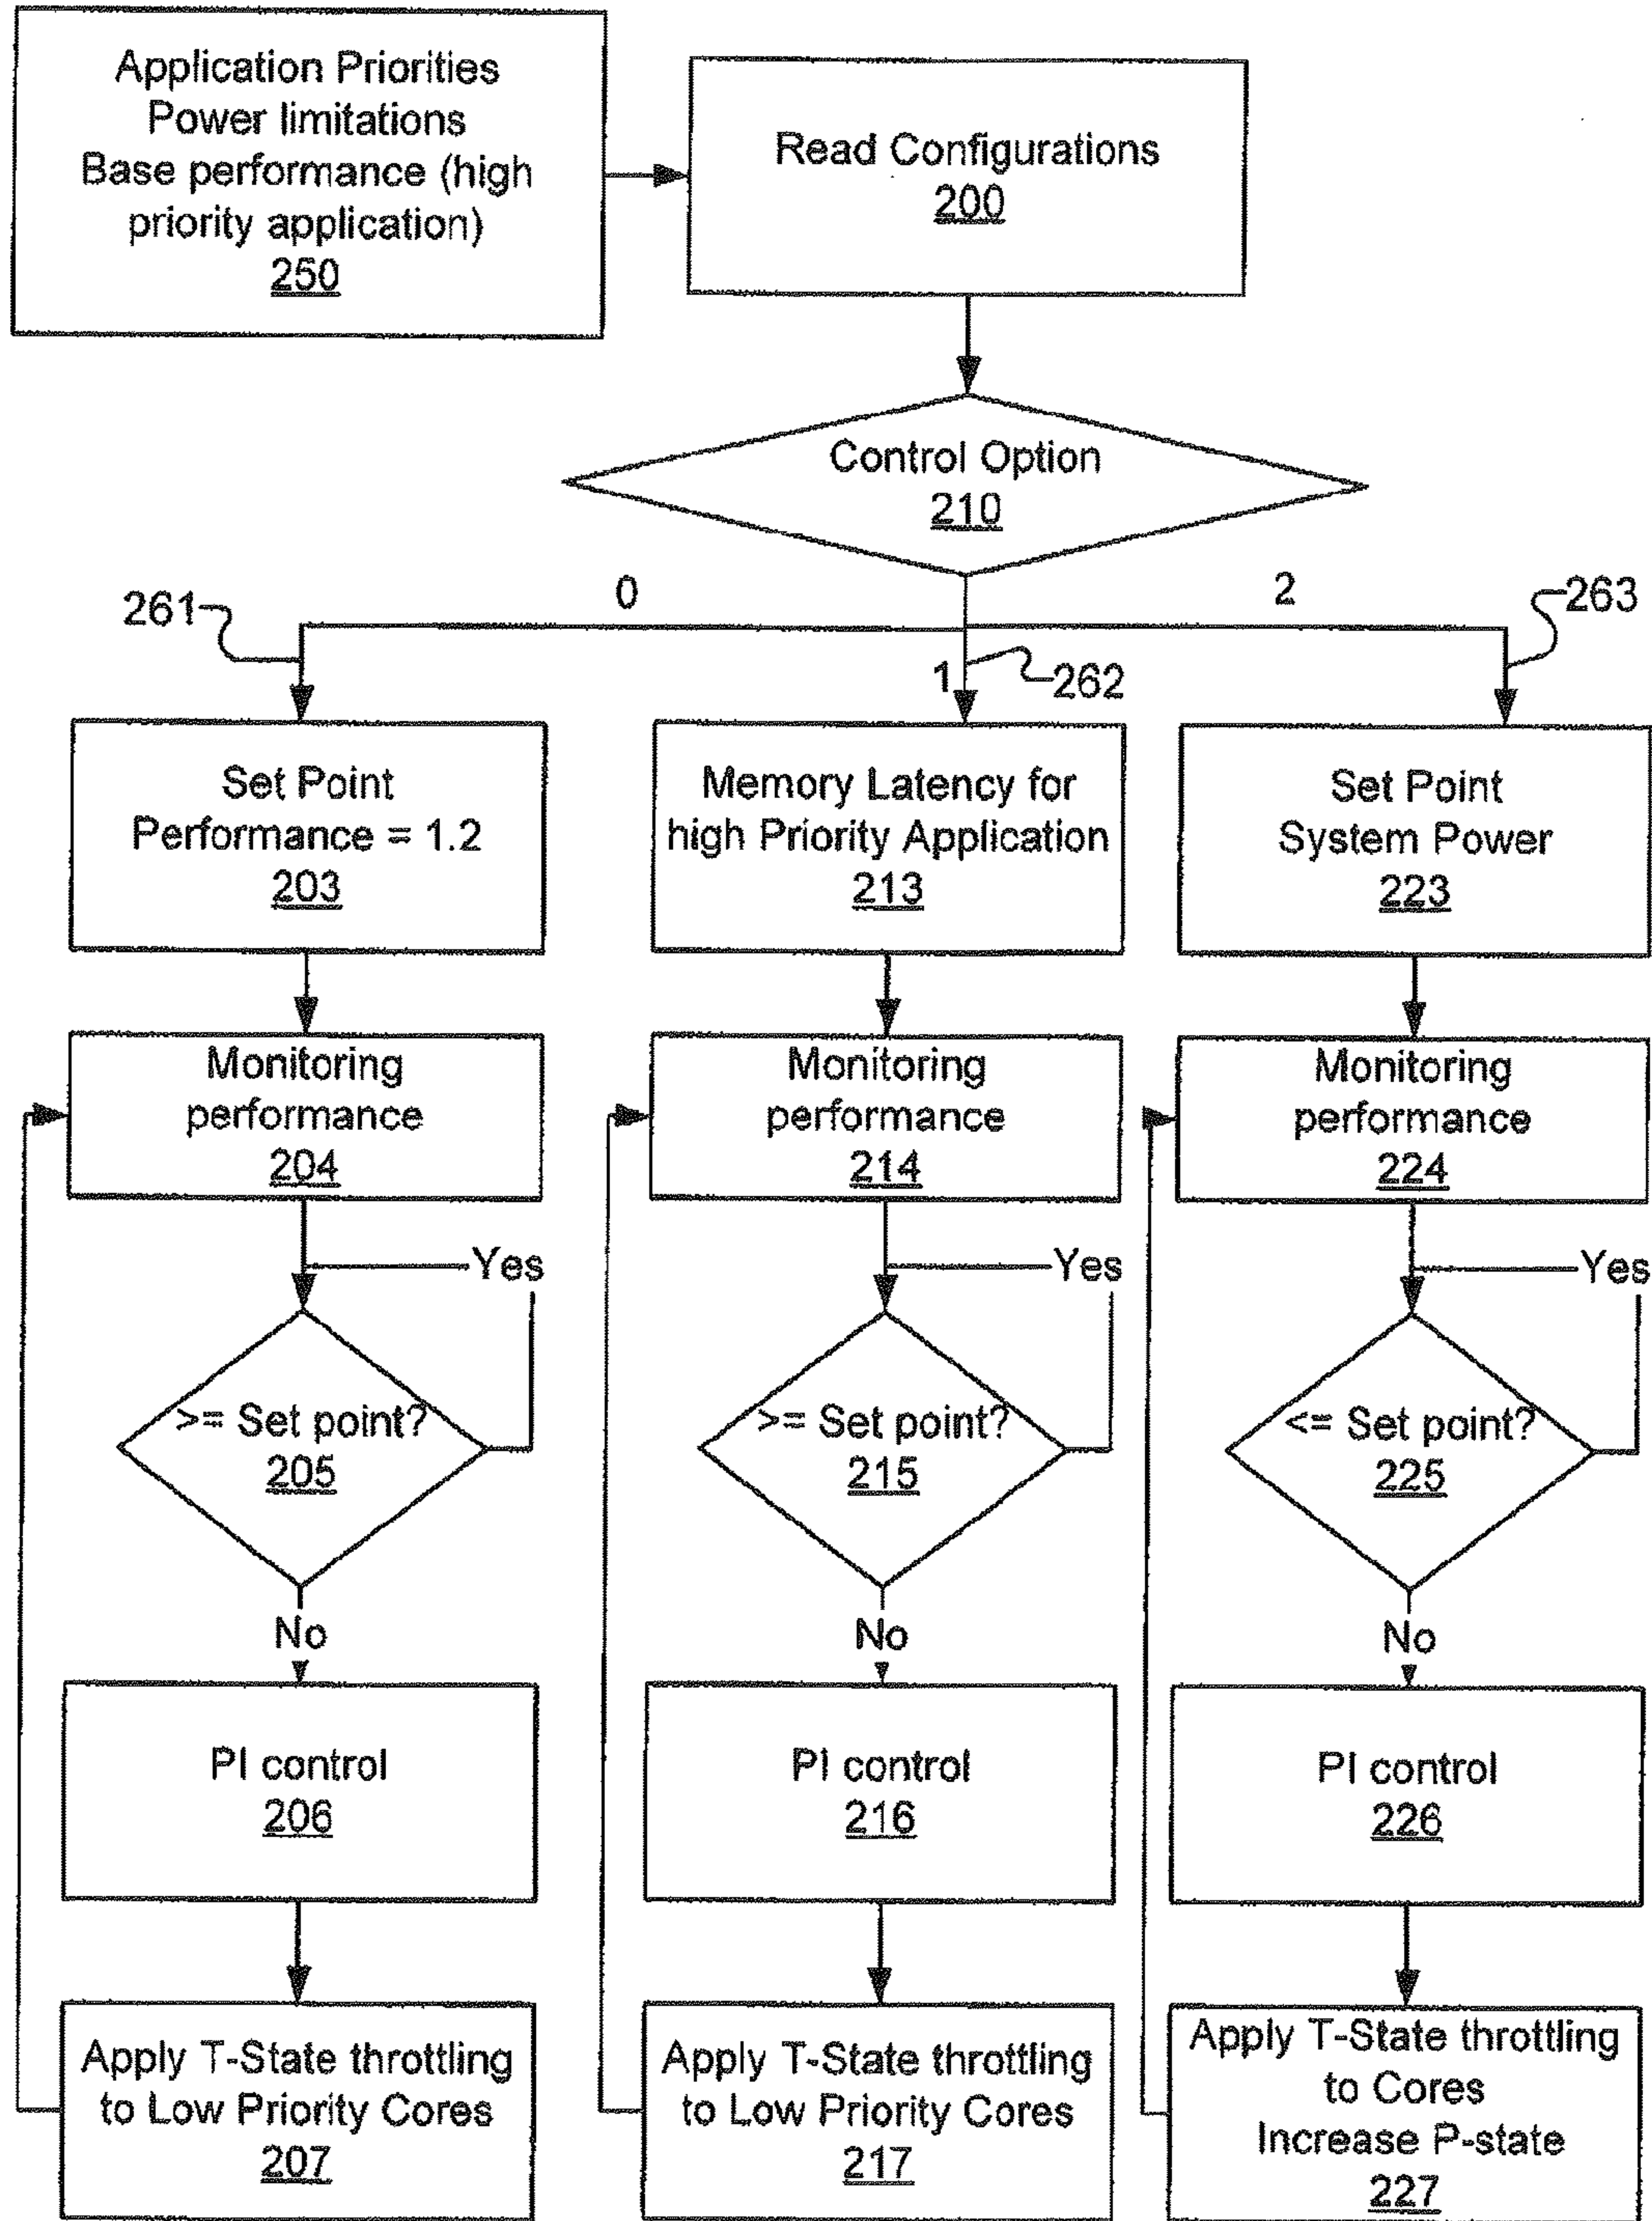 Application Priorities
Power limitations
Base performance (high
priority application)
250
Read Configurations
200
Control Option
210
0
2
261
263
1
262
Set Point
Performance = 1.2
203
Memory Latency for
high Priority Application
213
Set Point
System Power
223
Monitoring
performance
204
Monitoring
performance
214
Monitoring
performance
224
Yes
Yes
Yes
>= Set point?
205
>= Set point?
215
<= Set point?
225
No
No
No
PI control
206
PI control
216
PI control
226
Apply T-State throttling
to Low Priority Cores
207
Apply T-State throttling
to Low Priority Cores
217
Apply T-State throttling
to Cores
Increase P-state
227